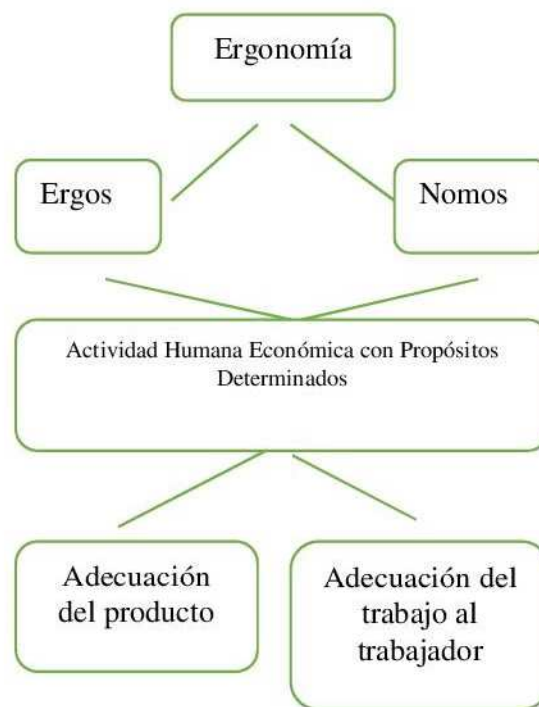 Ergonomía
Ergos
Nomos
Actividad Humana Económica con Propósitos
Determinados
Adecuación
del producto
Adecuación del
trabajo al
trabajador